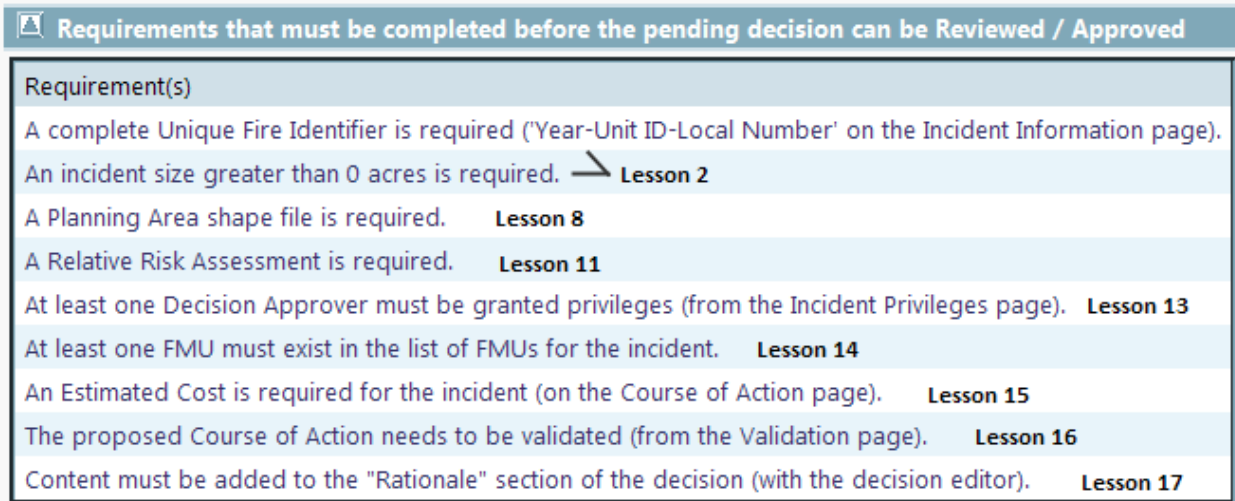 Requirements that must be completed before the pending decision can be Reviewed / Approved
Requirement(s)
A complete Unique Fire Identifier is required ('Year-Unit ID-Local Number' on the Incident Information page).
An incident size greater than 0 acres is required. Lesson 2
A Planning Area shape file is required. Lesson 8
A Relative Risk Assessment is required. Lesson 11
At least one Decision Approver must be granted privileges (from the Incident Privileges page). Lesson 13
At least one FMU must exist in the list of FMUs for the incident. Lesson 14
An Estimated Cost is required for the incident (on the Course of Action page). Lesson 15
The proposed Course of Action needs to be validated (from the Validation page). Lesson 16
Content must be added to the "Rationale" section of the decision (with the decision editor). Lesson 17